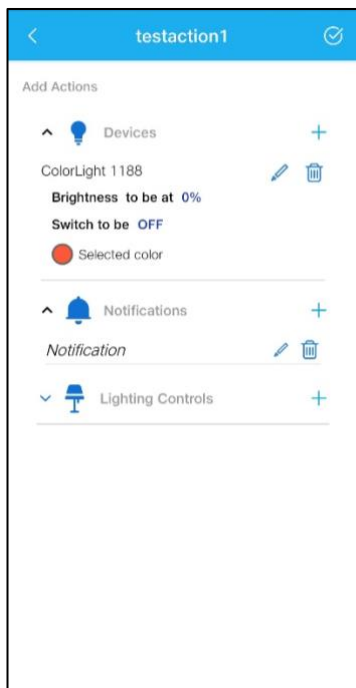 testaction1
Add Actions
Devices
ColorLight 1188
Brightness to be at 0%
Switch to be OFF
Selected color
Notifications
Notification
Lighting Controls